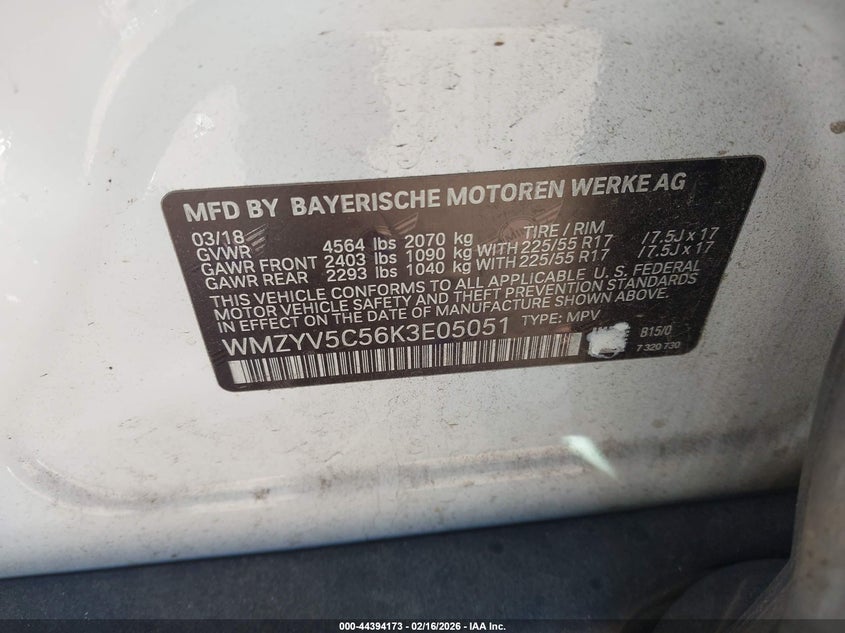 MFD BY BAYERISCHE MOTOREN WERKE AG
03/18 TIRE / RIM
GVWR 4564 lbs 2070 kg
GAWR FRONT 2403 lbs 1090 kg WITH 225/55 R17 /7.5J x 17
GAWR REAR 2293 lbs 1040 kg WITH 225/55 R17 /7.5J x 17
THIS VEHICLE CONFORMS TO ALL APPLICABLE U. S. FEDERAL
MOTOR VEHICLE SAFETY AND THEFT PREVENTION STANDARDS
IN EFFECT ON THE DATE OF MANUFACTURE SHOWN ABOVE.
WMZYV5C56K3E05051 TYPE: MPV
B15/0
7 320 730
000-44394173 | 02/16/2026 - IAA Inc.